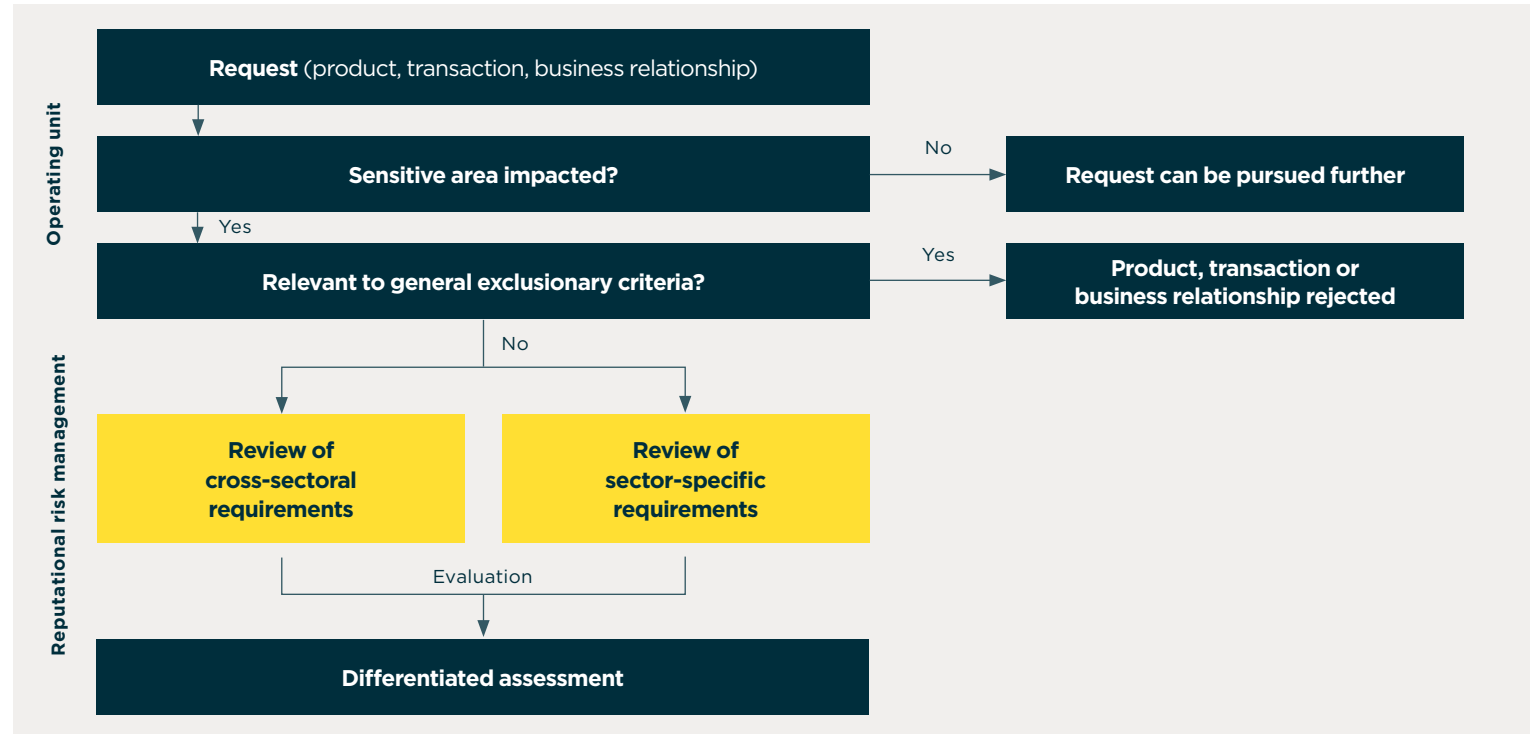 Operating unit
Request (product, transaction, business relationship)
Sensitive area impacted?
No
Request can be pursued further
Yes
Relevant to general exclusionary criteria?
Yes
Product, transaction or
business relationship rejected
No
Reputational risk management
Review of
cross-sectoral
requirements
Review of
sector-specific
requirements
Evaluation
Differentiated assessment